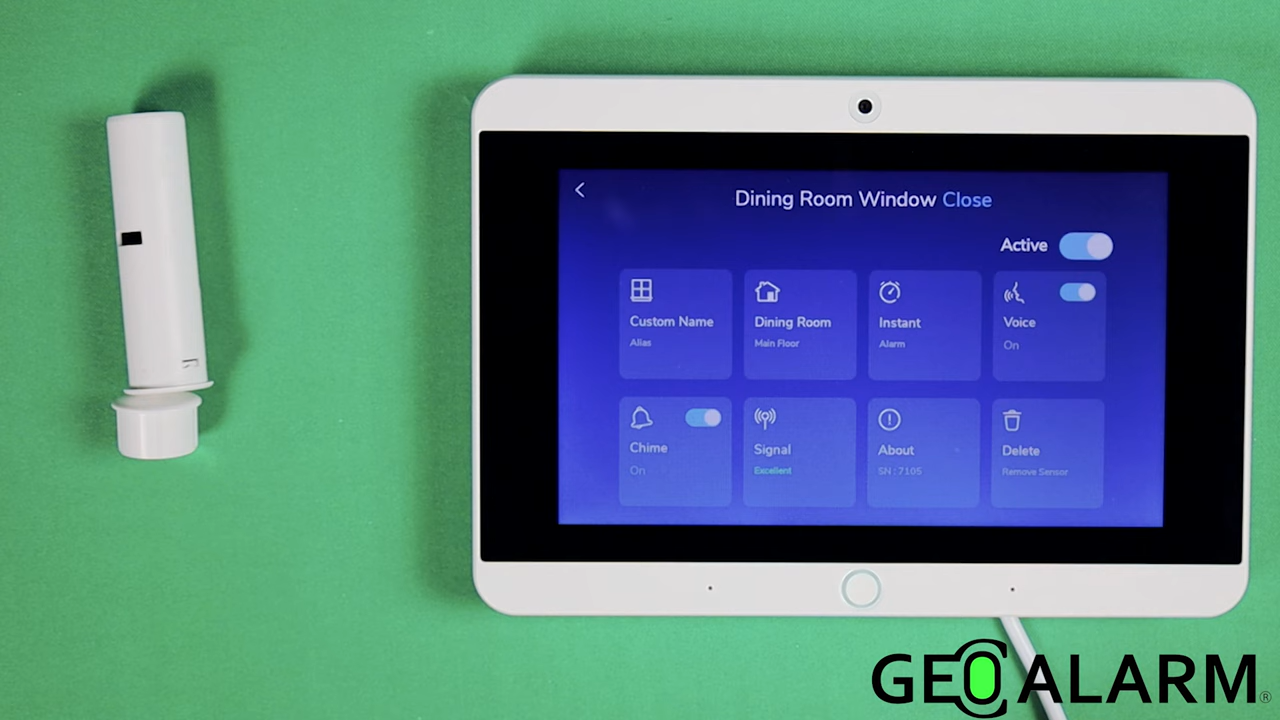 Dining Room Window Close
Active
Custom Name
Alias
Dining Room
Main Floor
Instant
Alarm
Voice
On
Chime
On
Signal
Excellent
About
SN : 7105
Delete
Remove Sensor
GEOALARM®